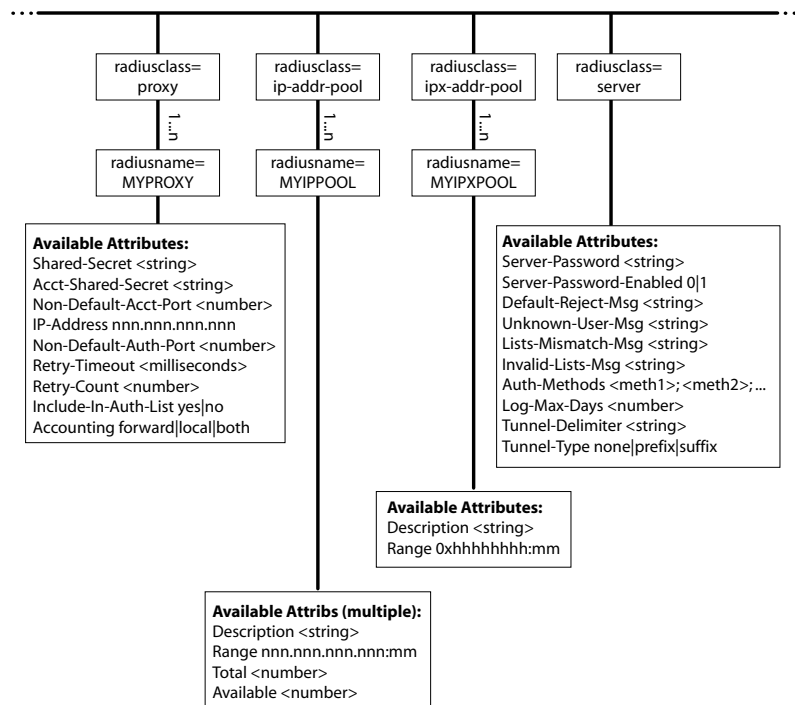 radiusclass=
proxy
radiusclass=
ip-addr-pool
radiusclass=
ipx-addr-pool
radiusclass=
server
1...n
1...n
1...n
radiusname=
MYPROXY
radiusname=
MYIPPOOL
radiusname=
MYIPXPOOL
Available Attributes:
Shared-Secret <string>
Acct-Shared-Secret <string>
Non-Default-Acct-Port <number>
IP-Address nnn.nnn.nnn.nnn
Non-Default-Auth-Port <number>
Retry-Timeout <milliseconds>
Retry-Count <number>
Include-In-Auth-List yes|no
Accounting forward|local|both
Available Attributes:
Server-Password <string>
Server-Password-Enabled 0|1
Default-Reject-Msg <string>
Unknown-User-Msg <string>
Lists-Mismatch-Msg <string>
Invalid-Lists-Msg <string>
Auth-Methods <meth1>; <meth2>; ...
Log-Max-Days <number>
Tunnel-Delimiter <string>
Tunnel-Type none|prefix|suffix
Available Attributes:
Description <string>
Range 0xhhhhhhhh:mm
Available Attribs (multiple):
Description <string>
Range nnn.nnn.nnn.nnn:mm
Total <number>
Available <number>